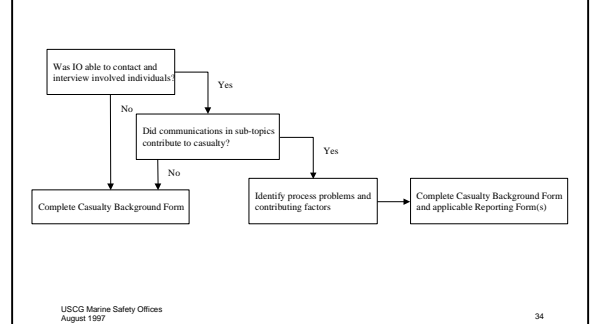 Was IO able to contact and
interview involved individuals?
Yes
No
Did communications in sub-topics
contribute to casualty?
Yes
No
Complete Casualty Background Form
Identify process problems and
contributing factors
Complete Casualty Background Form
and applicable Reporting Form(s)
USCG Marine Safety Offices
August 1997
34